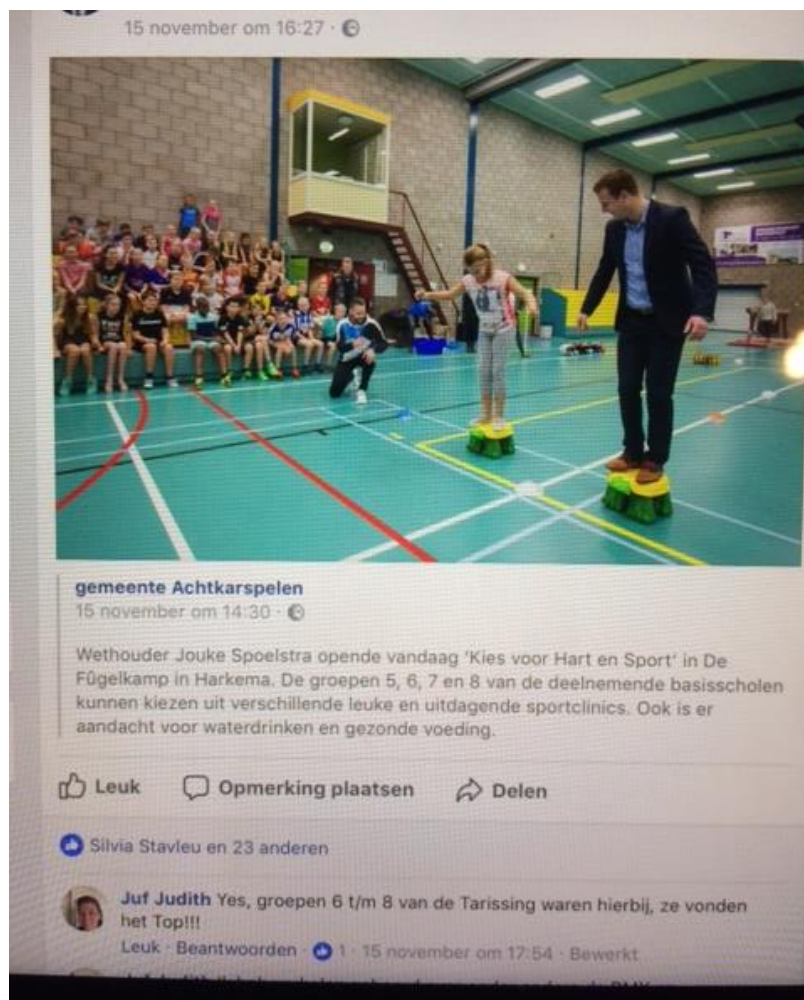 15 november om 16:27 ·
gemeente Achtkarspelen
15 november om 14:30 ·
Wethouder Jouke Spoelstra opende vandaag 'Kies voor Hart en Sport' in De
Fûgelkamp in Harkema. De groepen 5, 6, 7 en 8 van de deelnemende basisscholen
kunnen kiezen uit verschillende leuke en uitdagende sportclinics. Ook is er
aandacht voor waterdrinken en gezonde voeding.
Leuk Opmerking plaatsen Delen
Silvia Stavleu en 23 anderen
Juf Judith Yes, groepen 6 t/m 8 van de Tarissing waren hierbij, ze vonden
het Top!!!
Leuk · Beantwoorden · 1 · 15 november om 17:54 · Bewerkt